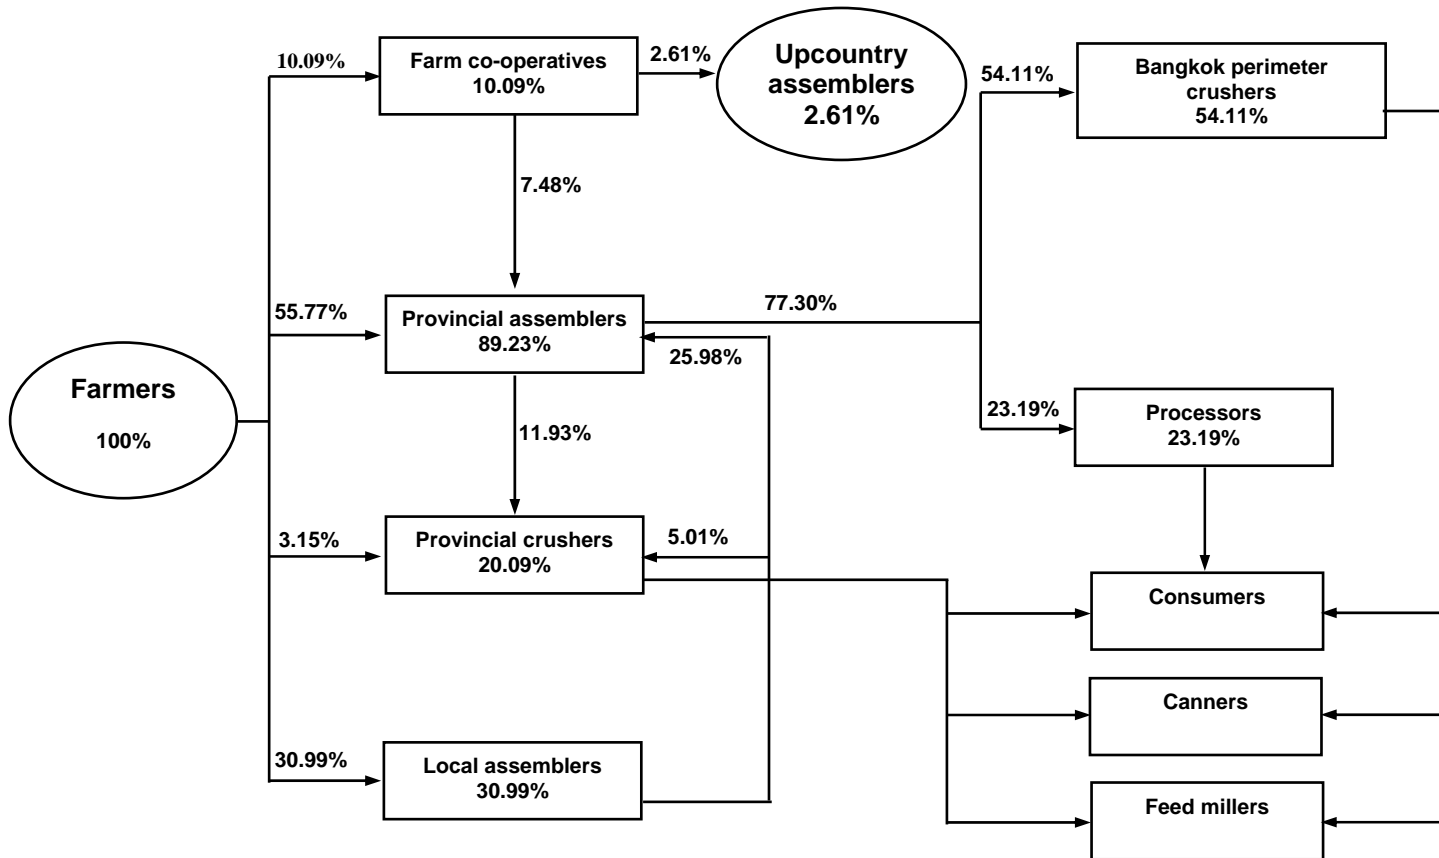 10.09%
Farm co-operatives
10.09%
2.61%
Upcountry
assemblers
2.61%
54.11%
Bangkok perimeter
crushers
54.11%
7.48%
55.77%
Provincial assemblers
89.23%
77.30%
25.98%
Farmers
100%
11.93%
23.19%
Processors
23.19%
3.15%
Provincial crushers
20.09%
5.01%
Consumers
Canners
30.99%
Local assemblers
30.99%
Feed millers